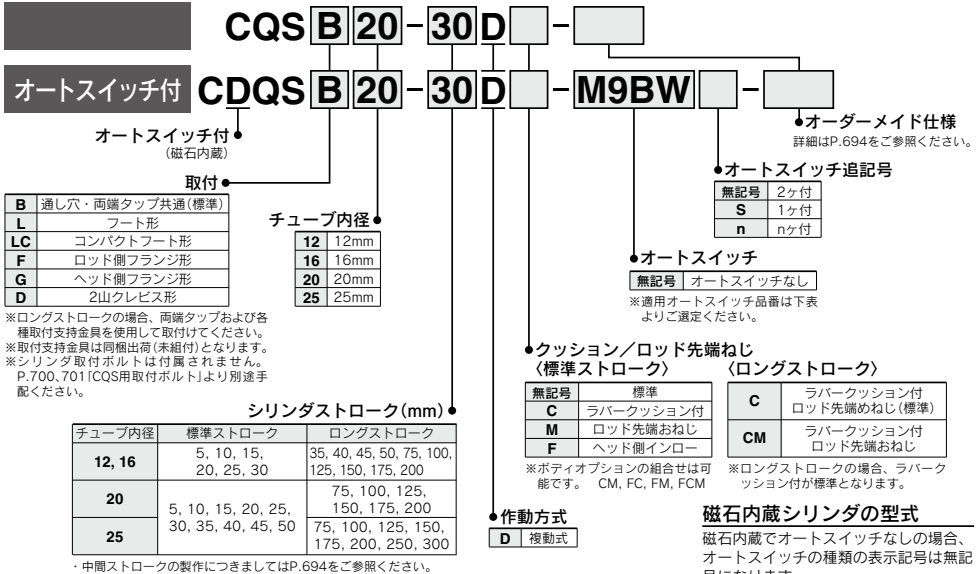 CQS B 20 - 30 D -
オートスイッチ付 CDQS B 20 - 30 D - M9BW -
オートスイッチ付
(磁石内蔵)
取付
B 通し穴・両端タップ共通(標準)
L フート形
LC コンパクトフート形
F ロッド側フランジ形
G ヘッド側フランジ形
D 2山クレビス形
※ロングストロークの場合、両端タップおよび各
種取付支持金具を使用して取付けてください。
※取付支持金具は同梱出荷(未組付)となります。
※シリンダ取付ボルトは付属されません。
P.700、701「CQS用取付ボルト」より別途手
配ください。
チューブ内径
12 12mm
16 16mm
20 20mm
25 25mm
シリンダストローク(mm)
チューブ内径 標準ストローク ロングストローク
12, 16 5, 10, 15, 20, 25, 30 35, 40, 45, 50, 75, 100, 125, 150, 175, 200
20 5, 10, 15, 20, 25, 30, 35, 40, 45, 50 75, 100, 125, 150, 175, 200
25 75, 100, 125, 150, 175, 200, 250, 300
・中間ストロークの製作につきましてはP.694をご参照ください。
オーダーメイド仕様
詳細はP.694をご参照ください。
オートスイッチ追記号
無記号 2ヶ付
S 1ヶ付
n nヶ付
オートスイッチ
無記号 オートスイッチなし
※適用オートスイッチ品番は下表
よりご選定ください。
クッション/ロッド先端ねじ
〈標準ストローク〉
無記号 標準
C ラバークッション付
M ロッド先端おねじ
F ヘッド側インロー
※ボディオプションの組合せは可
能です。 CM, FC, FM, FCM
〈ロングストローク〉
C ラバークッション付 ロッド先端めねじ(標準)
CM ラバークッション付 ロッド先端おねじ
※ロングストロークの場合、ラバーク
ッション付が標準となります。
作動方式
D 複動式
磁石内蔵シリンダの型式
磁石内蔵でオートスイッチなしの場合、
オートスイッチの種類の表示記号は無記